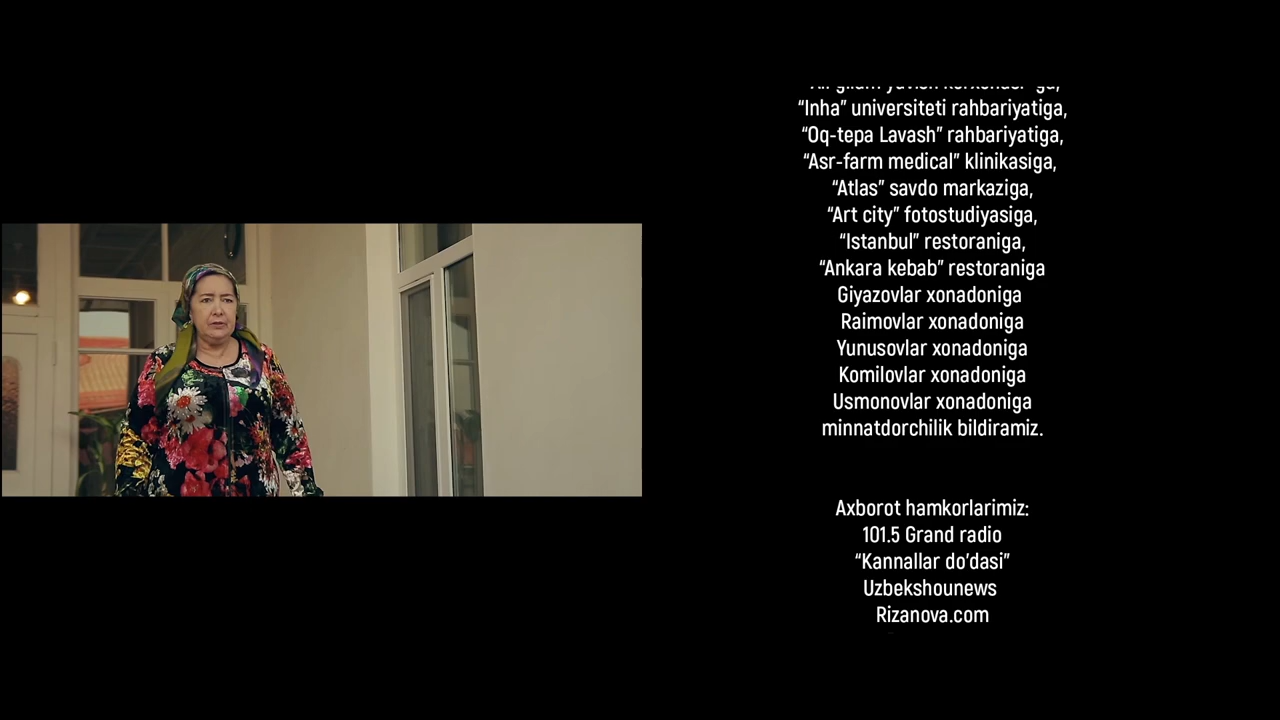 “Inha” universiteti rahbariyatiga,
“Oq-tepa Lavash” rahbariyatiga,
“Asr-farm medical” klinikasiga,
“Atlas” savdo markaziga,
“Art city” fotostudiyasiga,
“Istanbul” restoraniga,
“Ankara kebab” restoraniga
Giyazovlar xonadoniga
Raimovlar xonadoniga
Yunusovlar xonadoniga
Komilovlar xonadoniga
Usmonovlar xonadoniga
minnatdorchilik bildiramiz.
Axborot hamkorlarimiz:
101.5 Grand radio
“Kannallar do’dasi”
Uzbekshounews
Rizanova.com